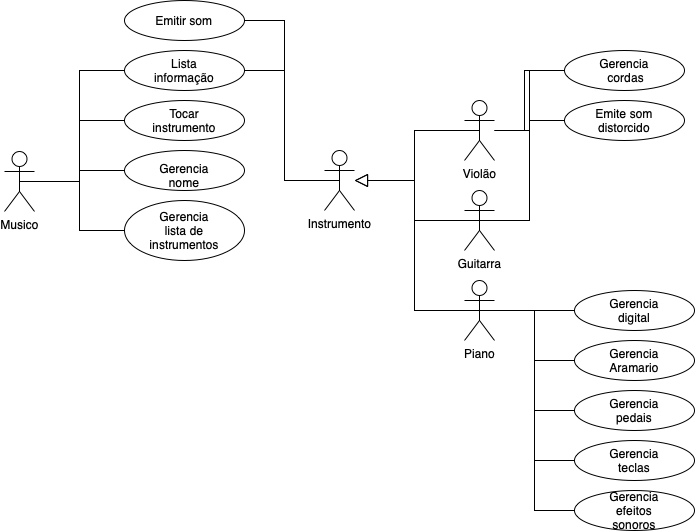 Emitir som
Lista
informação
Tocar
instrumento
Gerencia
nome
Gerencia
lista de
instrumentos
Musico
Instrumento
Violão
Guitarra
Piano
Gerencia
cordas
Emite som
distorcido
Gerencia
digital
Gerencia
Aramario
Gerencia
pedais
Gerencia
teclas
Gerencia
efeitos
sonoros